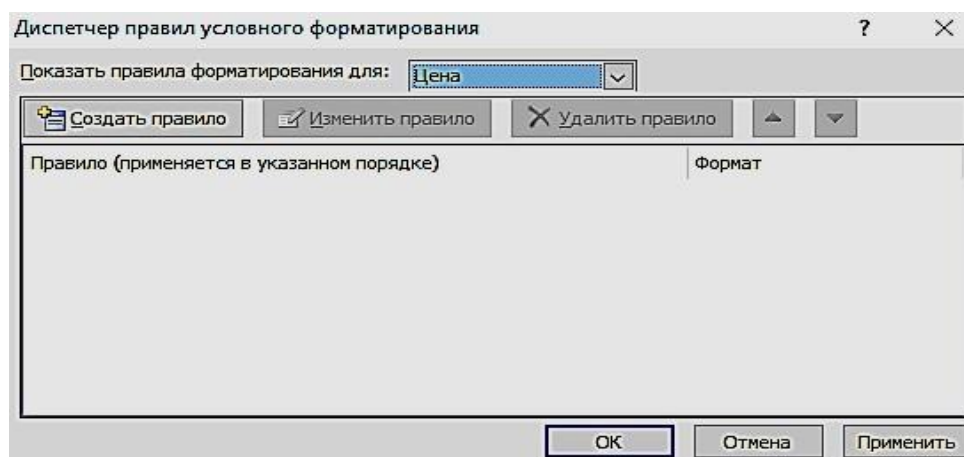 Диспетчер правил условного форматирования ?
Показать правила форматирования для: Цена
Создать правило Изменить правило Удалить правило
Правило (применяется в указанном порядке) Формат
ОК Отмена Применить